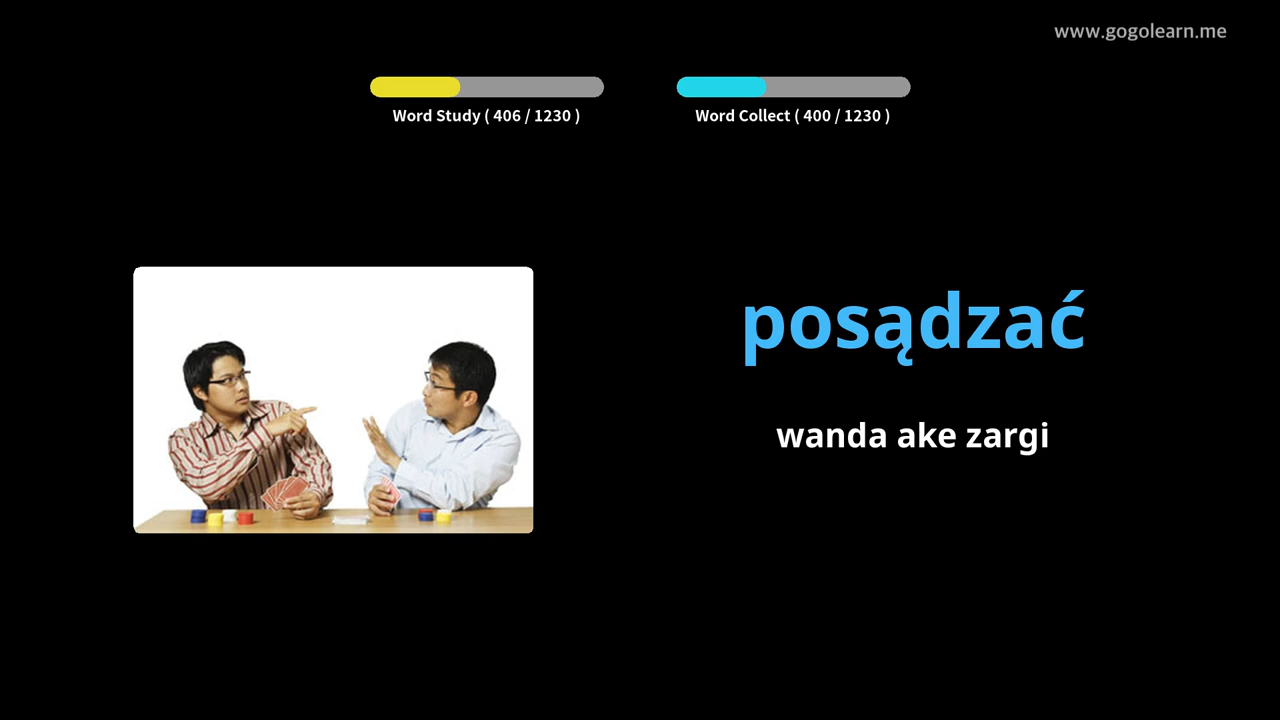 www.gogolearn.me
Word Study ( 406 / 1230 )
Word Collect ( 400 / 1230 )
posądzać
wanda ake zargi